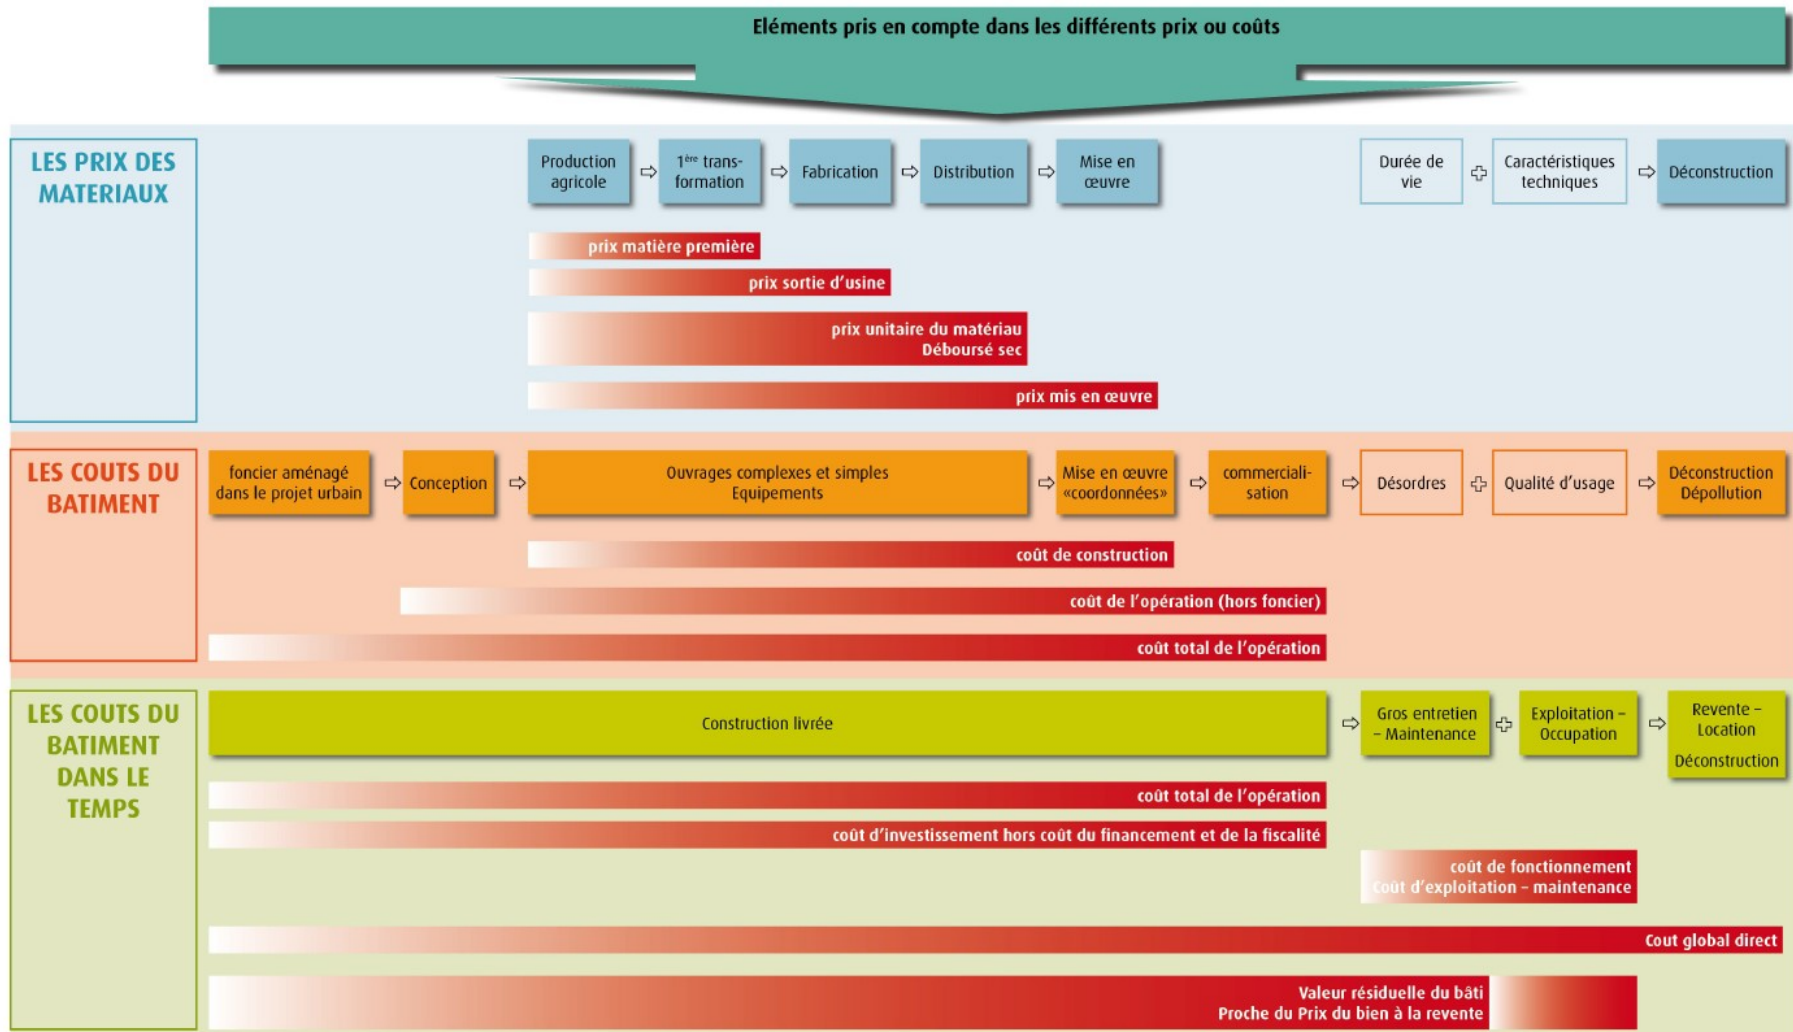 Eléments pris en compte dans les différents prix ou coûts
LES PRIX DES
MATERIAUX
Production
agricole
1ère trans-
formation
Fabrication
Distribution
Mise en
œuvre
Durée de
vie
Caractéristiques
techniques
Déconstruction
prix matière première
prix sortie d'usine
prix unitaire du matériau
Déboursé sec
prix mis en œuvre
LES COUTS DU
BATIMENT
foncier aménagé
dans le projet urbain
Conception
Ouvrages complexes et simples
Equipements
Mise en œuvre
«coordonnées»
commerciali-
sation
Désordres
Qualité d'usage
Déconstruction
Dépollution
coût de construction
coût de l'opération (hors foncier)
coût total de l'opération
LES COUTS DU
BATIMENT
DANS LE
TEMPS
Construction livrée
Gros entretien
– Maintenance
Exploitation –
Occupation
Revente –
Location
Déconstruction
coût total de l'opération
coût d'investissement hors coût du financement et de la fiscalité
coût de fonctionnement
Coût d'exploitation – maintenance
Cout global direct
Valeur résiduelle du bâti
Proche du Prix du bien à la revente